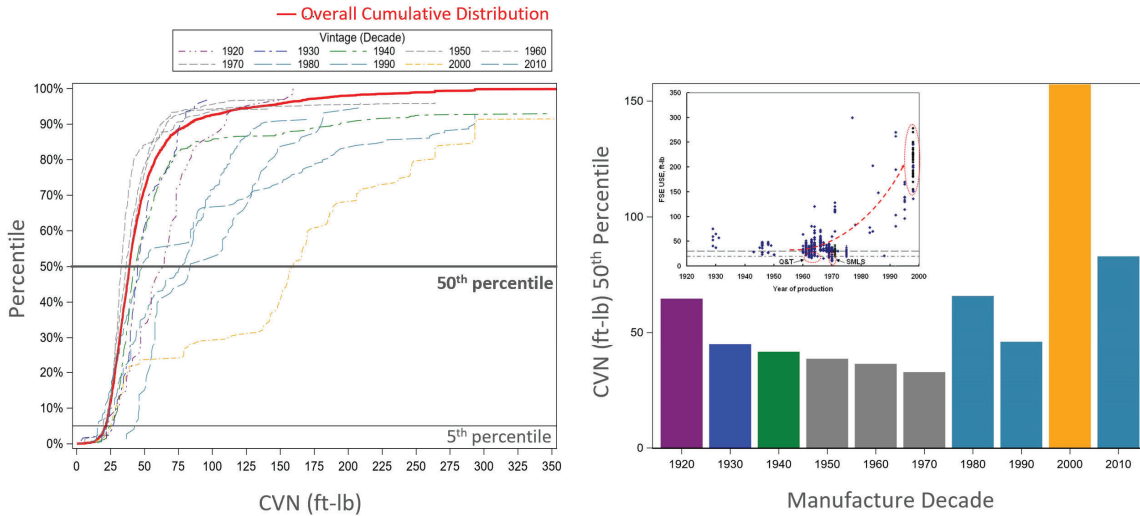 Overall Cumulative Distribution
Vintage (Decade)
1920 1930 1940 1950 1960
1970 1980 1990 2000 2010
100%
90%
80%
70%
60%
50%
40%
30%
20%
10%
0%
Percentile
50th percentile
5th percentile
0 25 50 75 100 125 150 175 200 225 250 275 300 325 350
CVN (ft-lb)
150
100
50
0
CVN (ft-lb) 50th Percentile
350
300
250
200
150
100
50
0
FSE USE, ft-lb
Q&T SMLS
1920 1930 1940 1950 1960 1970 1980 1990 2000
Year of production
1920 1930 1940 1950 1960 1970 1980 1990 2000 2010
Manufacture Decade